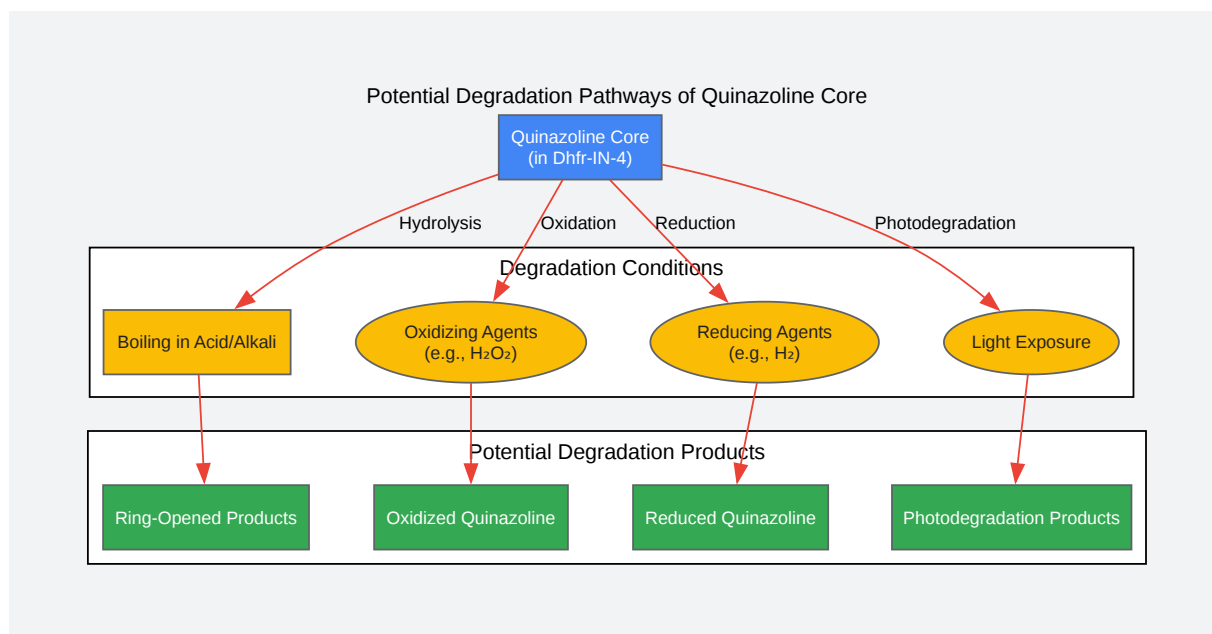 Potential Degradation Pathways of Quinazoline Core
Quinazoline Core
(in Dhfr-IN-4)
Hydrolysis
Oxidation
Reduction
Photodegradation
Degradation Conditions
Boiling in Acid/Alkali
Oxidizing Agents
(e.g., H₂O₂)
Reducing Agents
(e.g., H₂)
Light Exposure
Potential Degradation Products
Ring-Opened Products
Oxidized Quinazoline
Reduced Quinazoline
Photodegradation Products